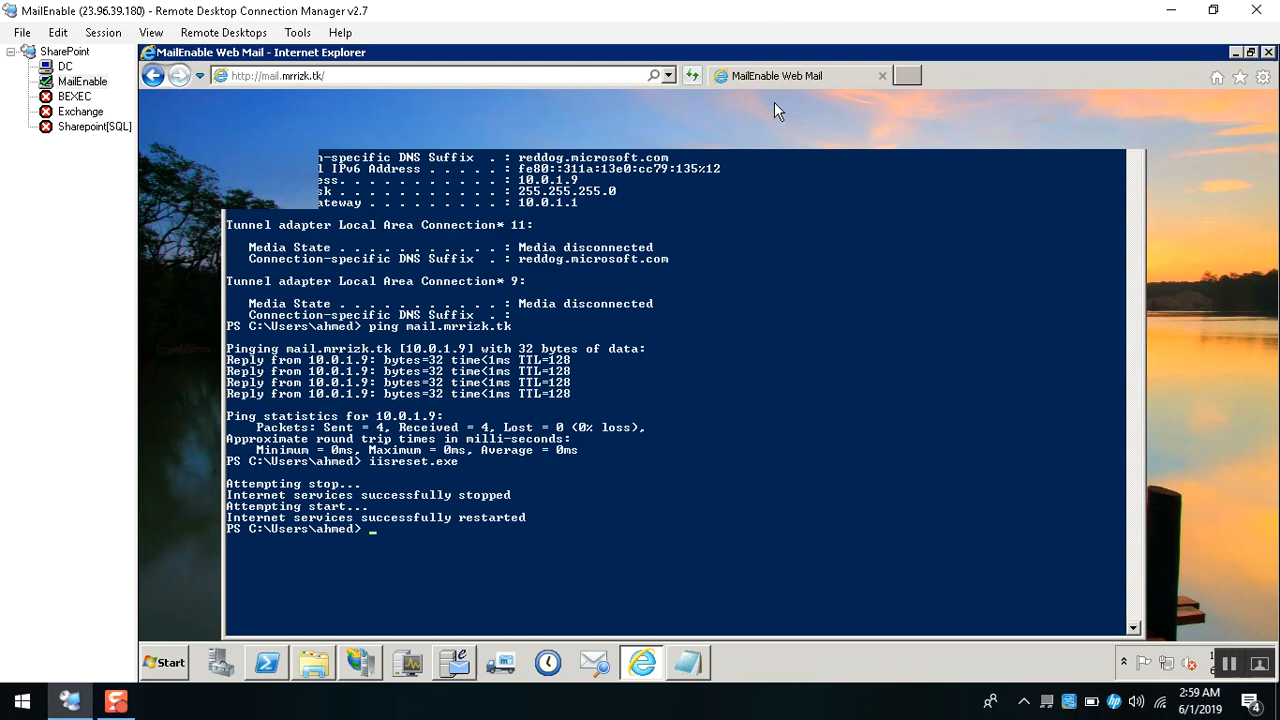 MailEnable (23.96.39.180) - Remote Desktop Connection Manager v2.7
File Edit Session View Remote Desktops Tools Help
SharePoint
DC
MailEnable
BEXEC
Exchange
Sharepoint[SQL]
MailEnable Web Mail - Internet Explorer
http://mail.mrrizk.tk/
MailEnable Web Mail
n-specific DNS Suffix . : reddog.microsoft.com
l IPv6 Address . . . . . : fe80::311a:13e0:cc79:135%12
ess. . . . . . . . . . . : 10.0.1.9
sk . . . . . . . . . . . : 255.255.255.0
ateway . . . . . . . . . : 10.0.1.1
Tunnel adapter Local Area Connection* 11:
Media State . . . . . . . . . . . : Media disconnected
Connection-specific DNS Suffix . : reddog.microsoft.com
Tunnel adapter Local Area Connection* 9:
Media State . . . . . . . . . . . : Media disconnected
Connection-specific DNS Suffix . :
PS C:\Users\ahmed> ping mail.mrrizk.tk
Pinging mail.mrrizk.tk [10.0.1.9] with 32 bytes of data:
Reply from 10.0.1.9: bytes=32 time<1ms TTL=128
Reply from 10.0.1.9: bytes=32 time<1ms TTL=128
Reply from 10.0.1.9: bytes=32 time<1ms TTL=128
Reply from 10.0.1.9: bytes=32 time<1ms TTL=128
Ping statistics for 10.0.1.9:
Packets: Sent = 4, Received = 4, Lost = 0 (0% loss),
Approximate round trip times in milli-seconds:
Minimum = 0ms, Maximum = 0ms, Average = 0ms
PS C:\Users\ahmed> iisreset.exe
Attempting stop...
Internet services successfully stopped
Attempting start...
Internet services successfully restarted
PS C:\Users\ahmed> _
Start
2:59 AM
6/1/2019
4